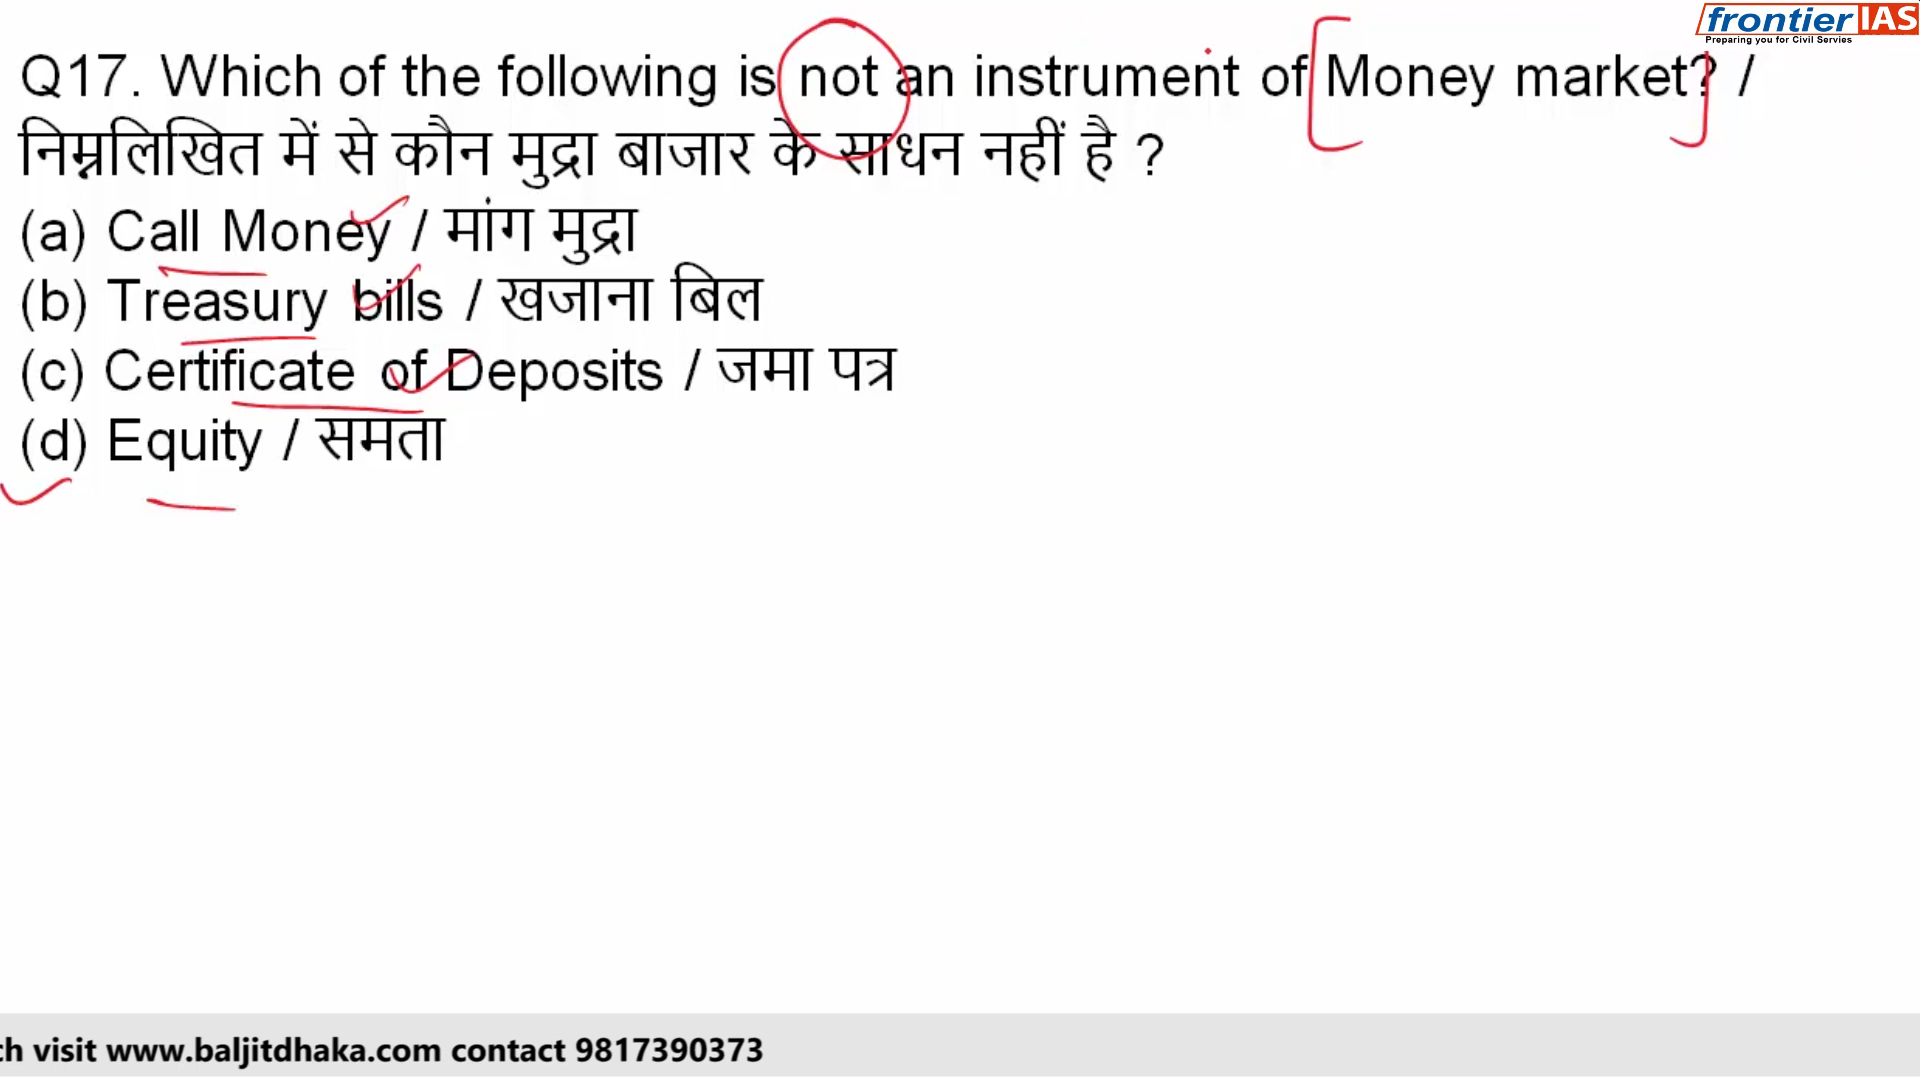 frontier IAS
Preparing you for Civil Servies
Q17. Which of the following is not an instrument of Money market? /
निम्नलिखित में से कौन मुद्रा बाजार के साधन नहीं है ?
(a) Call Money / मांग मुद्रा
(b) Treasury bills / खजाना बिल
(c) Certificate of Deposits / जमा पत्र
(d) Equity / समता
ch visit www.baljitdhaka.com contact 9817390373